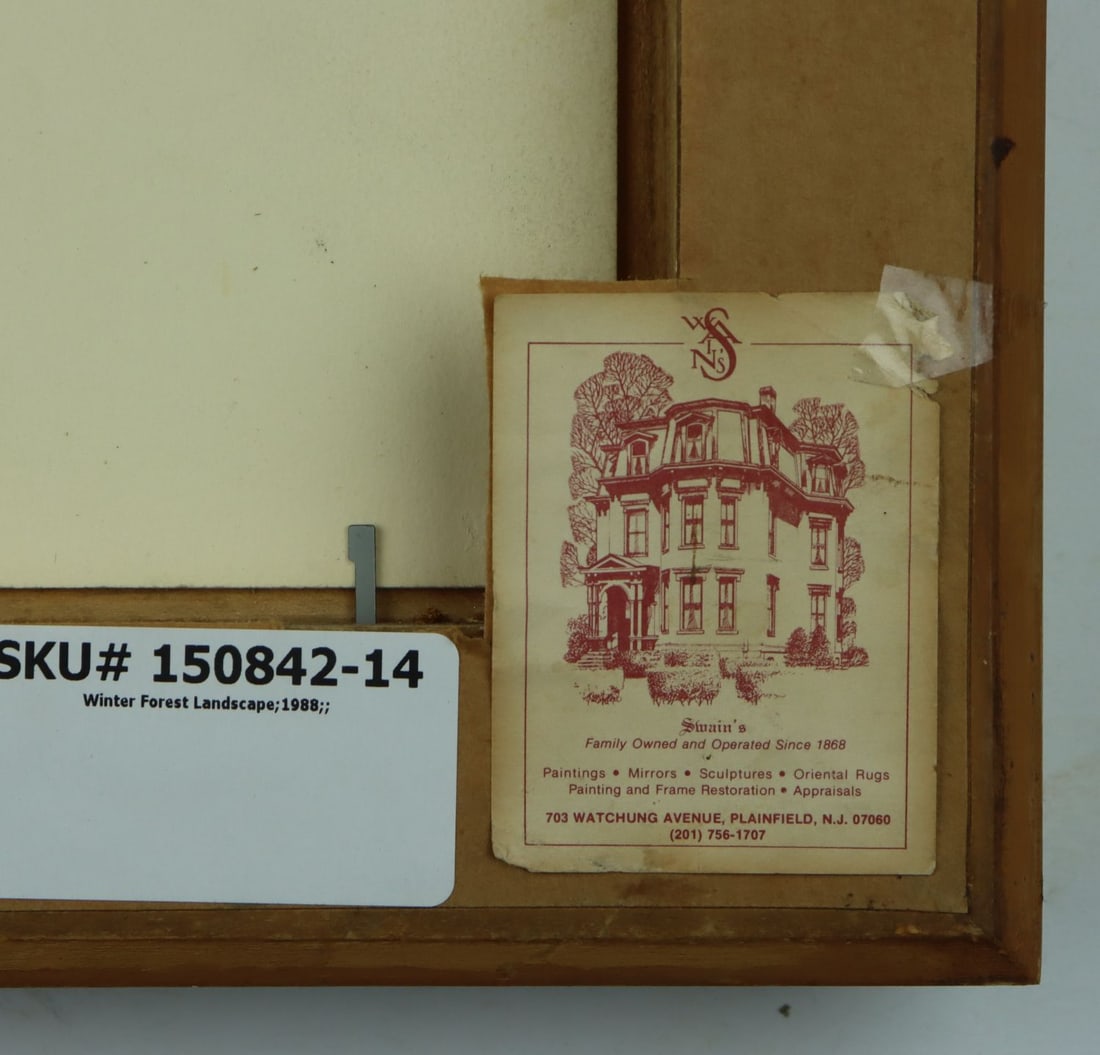 SWAIN'S
Swain's
Family Owned and Operated Since 1868
Paintings • Mirrors • Sculptures • Oriental Rugs
Painting and Frame Restoration • Appraisals
703 WATCHUNG AVENUE, PLAINFIELD, N.J. 07060
(201) 756-1707
SKU# 150842-14
Winter Forest Landscape;1988;;